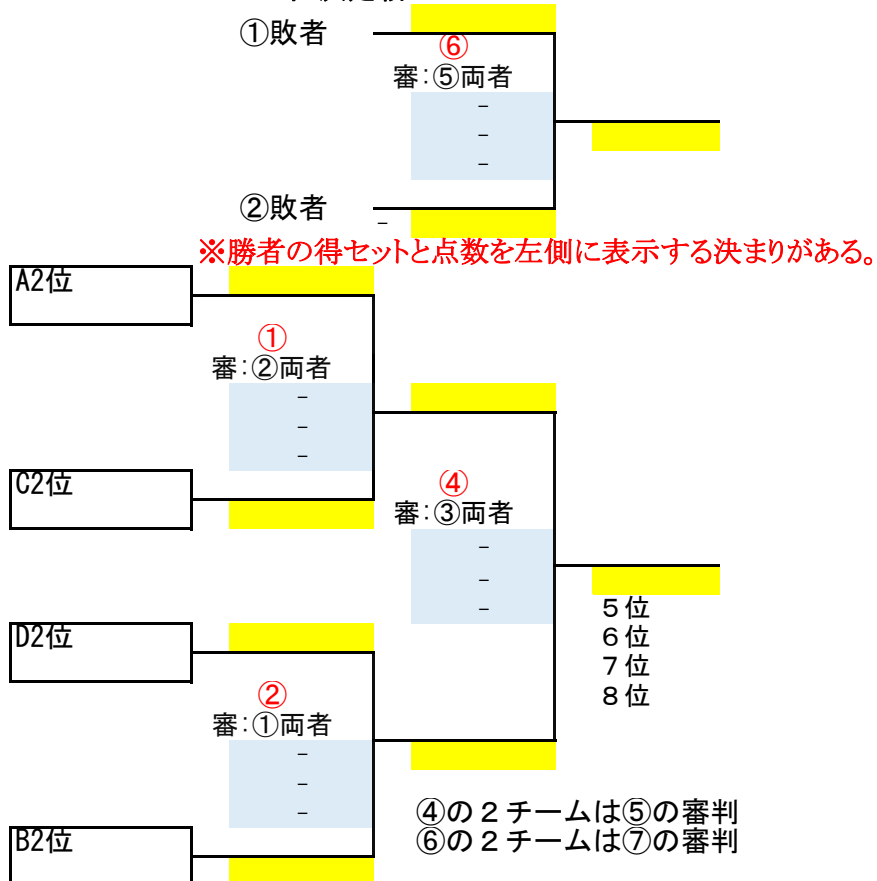 ①敗者
⑥
審:⑤両者
-
-
-
②敗者
-
※勝者の得セットと点数を左側に表示する決まりがある。
A2位
①
審:②両者
-
-
-
C2位
④
審:③両者
-
-
-
5位
6位
7位
8位
D2位
②
審:①両者
-
-
-
④の2チームは⑤の審判
⑥の2チームは⑦の審判
B2位